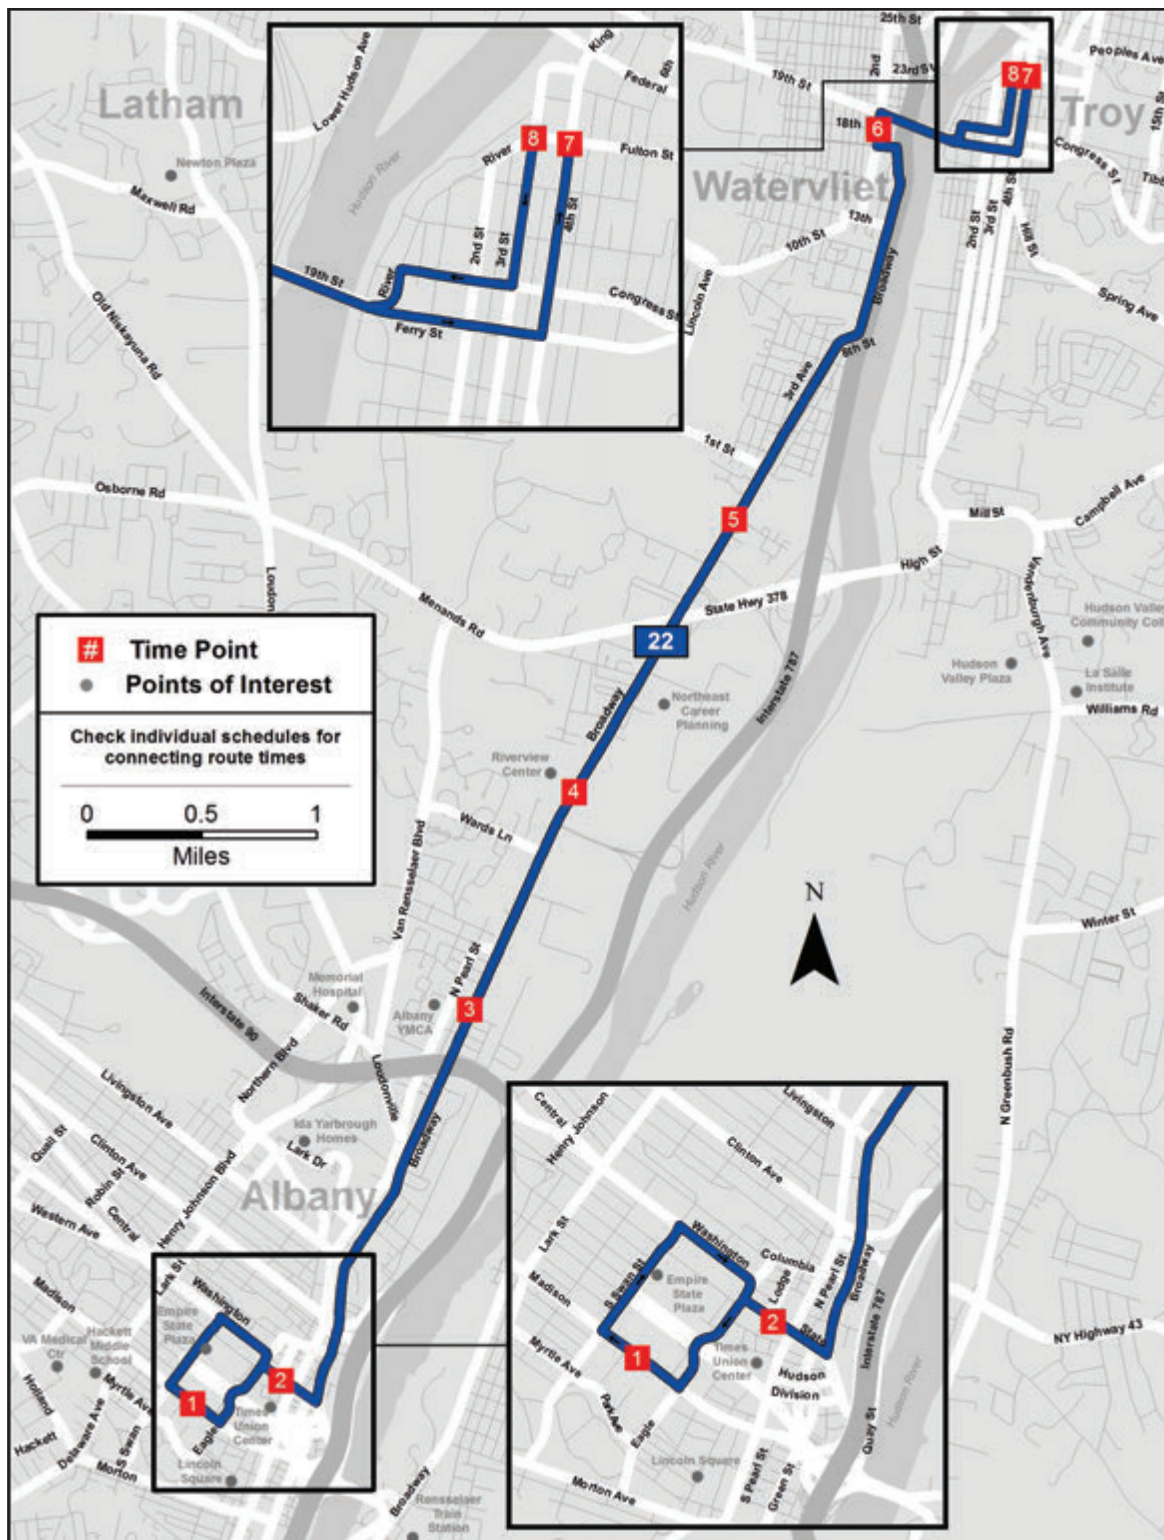 25th St
Peoples Ave
2nd
23rd St
19th St
15th St
8
7
Troy
18th
6
Congress St
Tibb
Watervliet
4th St
3rd St
2nd St
Hill St
13th
10th St
Broadway
Lincoln Ave
Spring Ave
8th St
3rd Ave
1st St
Latham
Newton Plaza
Maxwell Rd
Old Niskayuna Rd
Lower Hudson Ave
Hudson River
King
Federal
6th
8
7
River
Fulton St
4th St
2nd St
3rd St
19th St
River
Congress St
Ferry St
Osborne Rd
Loudon
Menands Rd
5
State Hwy 378
High St
Mill St
Campbell Ave
Vandenburgh Ave
Hudson Valley
Community Coll
Hudson
Valley Plaza
La Salle
Institute
Williams Rd
22
# Time Point
Points of Interest
Check individual schedules for
connecting route times
0 0.5 1
Miles
Broadway
Northeast
Career
Planning
Interstate 787
Riverview
Center
4
Wards Ln
Van Rensselaer Blvd
Hudson River
N
Winter St
N Greenbush Rd
NY Highway 43
N Pearl St
Memorial
Hospital
3
Albany
YMCA
Interstate 90
Shaker Rd
Northern Blvd
Loudonville
Livingston Ave
Ida Yarbrough
Homes
Lark Dr
Broadway
Quail St
Clinton Ave
Robin St
Central
Henry Johnson Blvd
Albany
Western Ave
Lark St
Washington
Madison
Empire
State
Plaza
VA Medical
Ctr
Hackett
Middle
School
Myrtle Ave
1
2
Holland
Times
Union
Center
Eagle
Hackett
Delaware Ave
S Swan
Morton
Lincoln
Square
Broadway
Rensselaer
Train
Station
Central
Henry Johnson
Livingston
Clinton Ave
Lark St
Washington
Columbia
Lodge
N Pearl St
Broadway
S Swan St
Empire
State
Plaza
Madison
2
State
Interstate 787
1
Myrtle Ave
Times
Union
Center
Hudson
Division
Park Ave
Eagle
Quay St
Hudson River
Lincoln Square
S Pearl St
Green St
Morton Ave